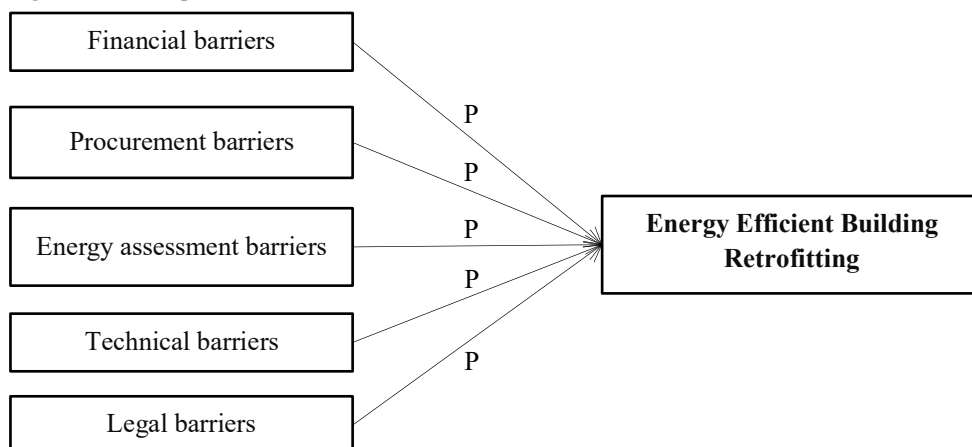 Financial barriers
P
Procurement barriers
P
Energy assessment barriers
P
Energy Efficient Building
Retrofitting
P
Technical barriers
P
Legal barriers